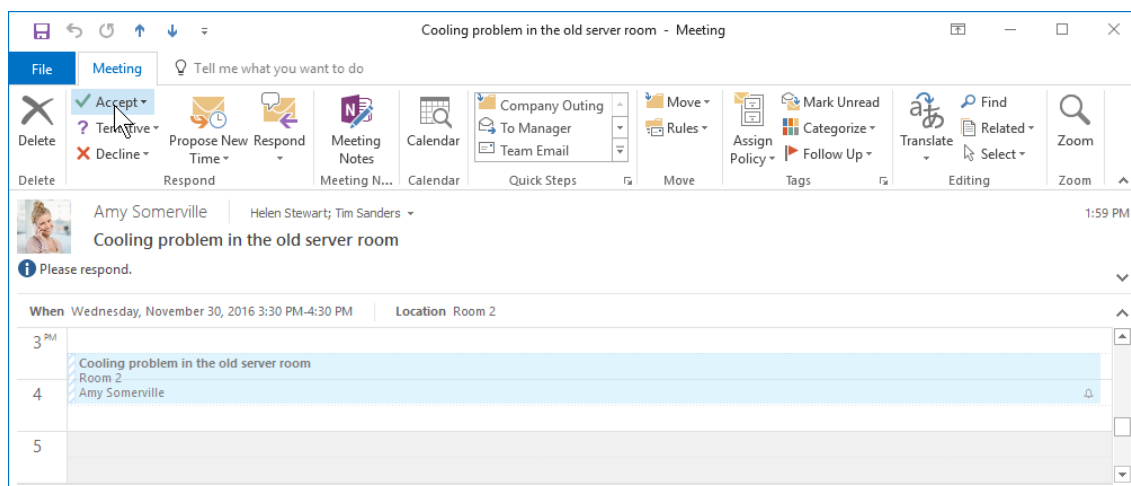 Cooling problem in the old server room - Meeting
File Meeting Tell me what you want to do
Delete
Accept
Tentative
Decline
Propose New
Time
Respond
Meeting
Notes
Calendar
Company Outing
To Manager
Team Email
Move
Rules
Assign
Policy
Mark Unread
Categorize
Follow Up
Translate
Find
Related
Select
Zoom
Delete Respond Meeting N... Calendar Quick Steps Move Tags Editing Zoom
Amy Somerville Helen Stewart; Tim Sanders 1:59 PM
Cooling problem in the old server room
Please respond.
When Wednesday, November 30, 2016 3:30 PM-4:30 PM Location Room 2
3 PM
Cooling problem in the old server room
Room 2
4 Amy Somerville
5